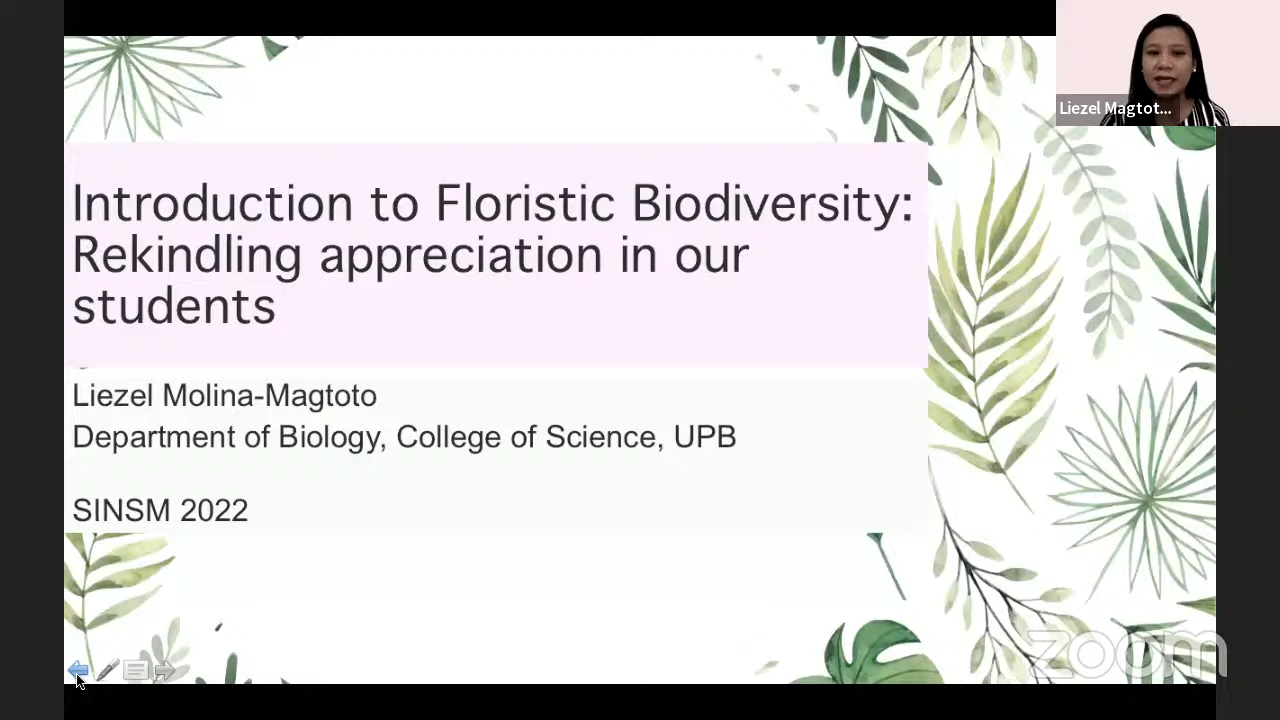 Liezel Magtot...
Introduction to Floristic Biodiversity:
Rekindling appreciation in our
students
Liezel Molina-Magtoto
Department of Biology, College of Science, UPB
SINSM 2022
zoom